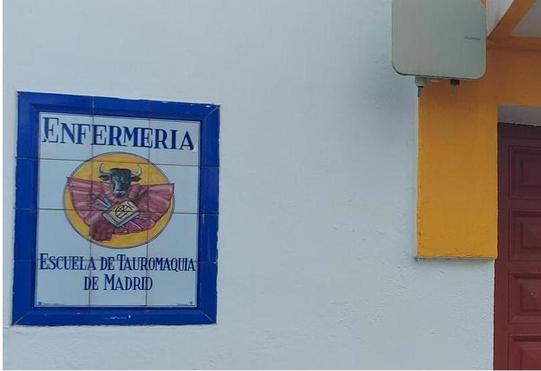 ENFERMERIA
ESCUELA DE TAUROMAQUIA
DE MADRID